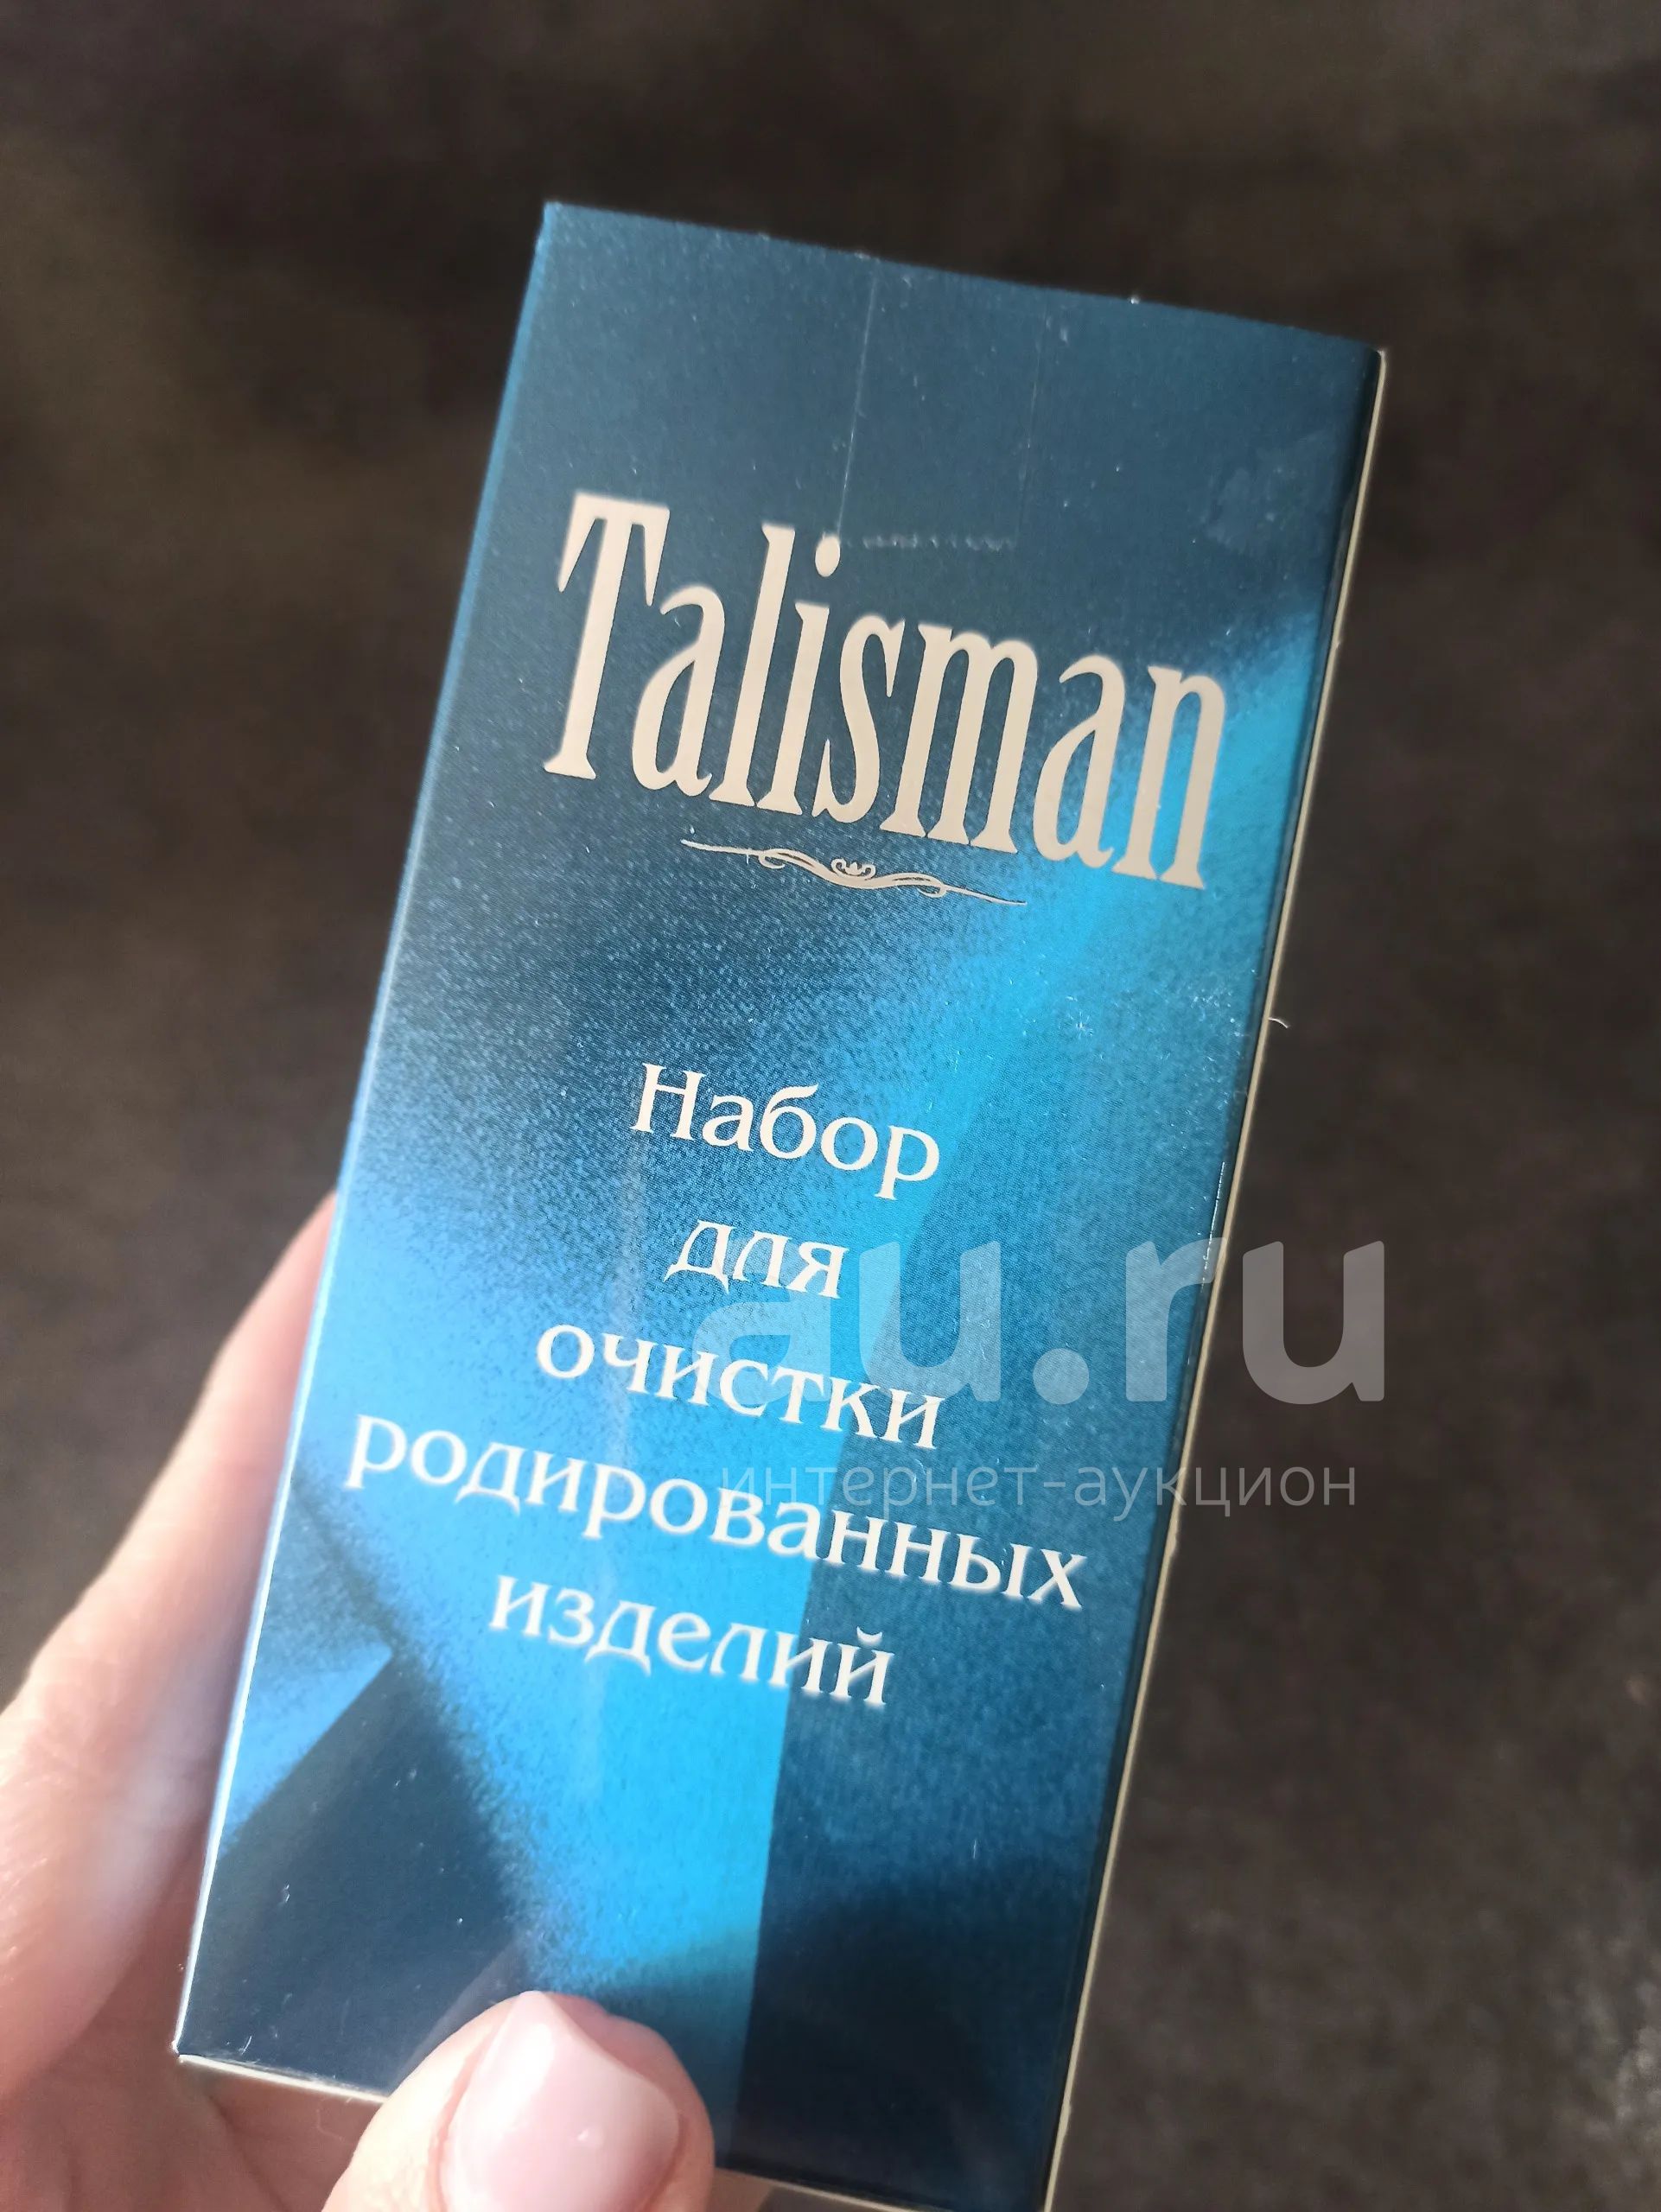 Talisman
Набор
для
очистки
родированных
изделий
au.ru
интернет-аукцион